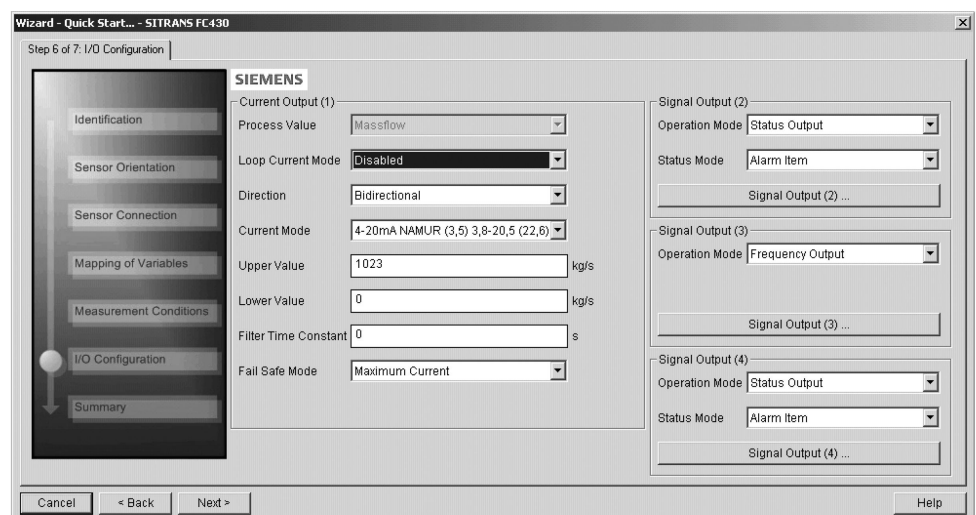 Wizard - Quick Start... - SITRANS FC430
Step 6 of 7: I/O Configuration
SIEMENS
Identification
Sensor Orientation
Sensor Connection
Mapping of Variables
Measurement Conditions
I/O Configuration
Summary
Current Output (1)
Process Value Massflow
Loop Current Mode Disabled
Direction Bidirectional
Current Mode 4-20mA NAMUR (3,5) 3,8-20,5 (22,6)
Upper Value 1023 kg/s
Lower Value 0 kg/s
Filter Time Constant 0 s
Fail Safe Mode Maximum Current
Signal Output (2)
Operation Mode Status Output
Status Mode Alarm Item
Signal Output (2) ...
Signal Output (3)
Operation Mode Frequency Output
Signal Output (3) ...
Signal Output (4)
Operation Mode Status Output
Status Mode Alarm Item
Signal Output (4) ...
Cancel
< Back
Next >
Help